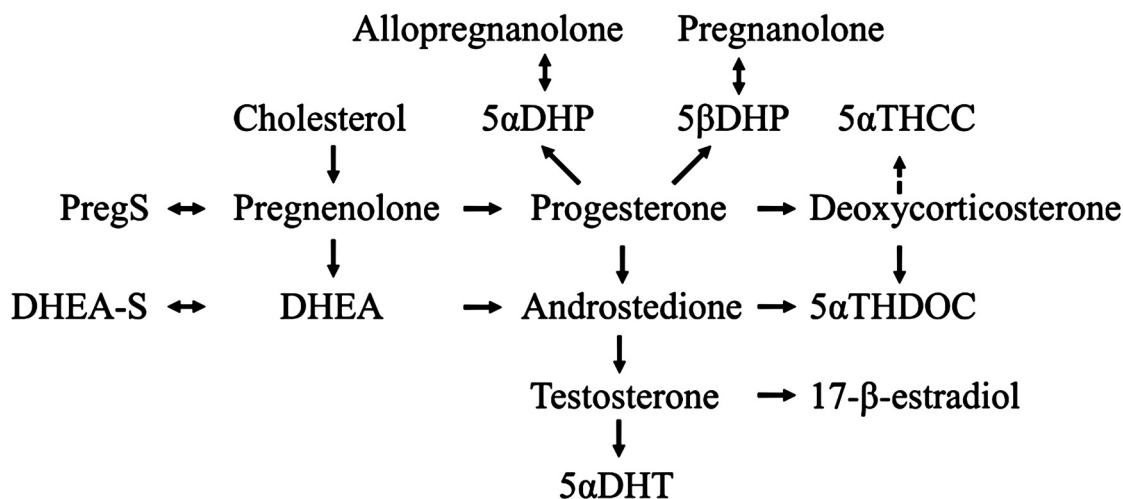 Allopregnanolone Pregnanolone
Cholesterol 5αDHP 5βDHP 5αTHCC
PregS Pregnenolone Progesterone Deoxycorticosterone
DHEA-S DHEA Androstedione 5αTHDOC
Testosterone 17-β-estradiol
5αDHT